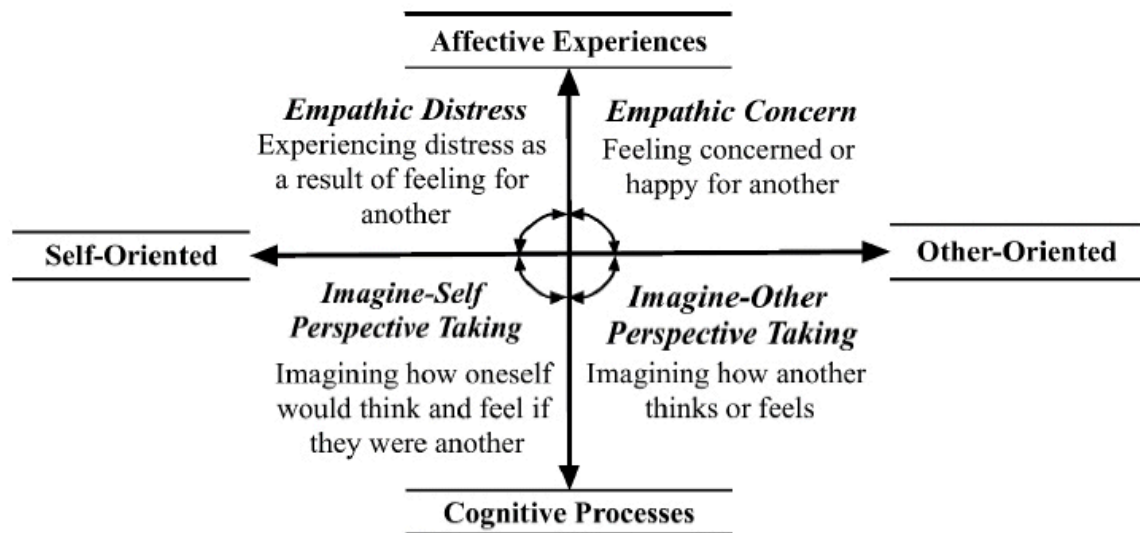 Affective Experiences
Empathic Distress
Experiencing distress as
a result of feeling for
another
Empathic Concern
Feeling concerned or
happy for another
Self-Oriented
Other-Oriented
Imagine-Self
Perspective Taking
Imagining how oneself
would think and feel if
they were another
Imagine-Other
Perspective Taking
Imagining how another
thinks or feels
Cognitive Processes